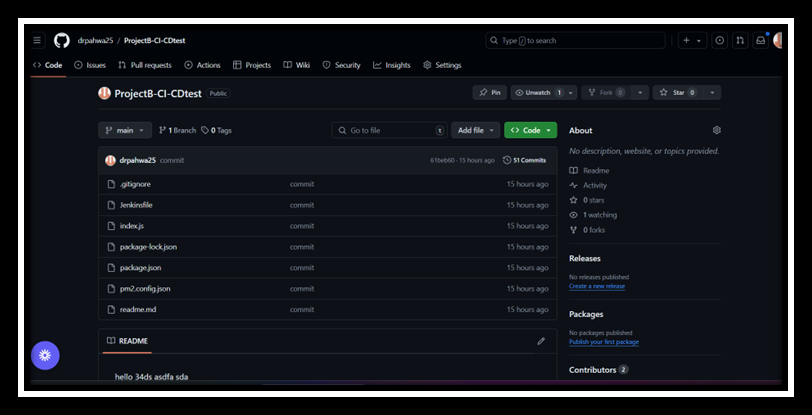 drpahwa25 / ProjectB-CI-CDtest
Type / to search
Code Issues Pull requests Actions Projects Wiki Security Insights Settings
ProjectB-CI-CDtest Public
Pin Unwatch 1 Fork 0 Star 0
main 1 Branch 0 Tags Go to file t Add file Code
drpahwa25 commit 61beb60 · 15 hours ago 51 Commits
.gitignore commit 15 hours ago
Jenkinsfile commit 15 hours ago
index.js commit 15 hours ago
package-lock.json commit 15 hours ago
package.json commit 15 hours ago
pm2.config.json commit 15 hours ago
readme.md commit 15 hours ago
README
hello 34ds asdfa sda
About
No description, website, or topics provided.
Readme
Activity
0 stars
1 watching
0 forks
Releases
No releases published
Create a new release
Packages
No packages published
Publish your first package
Contributors 2